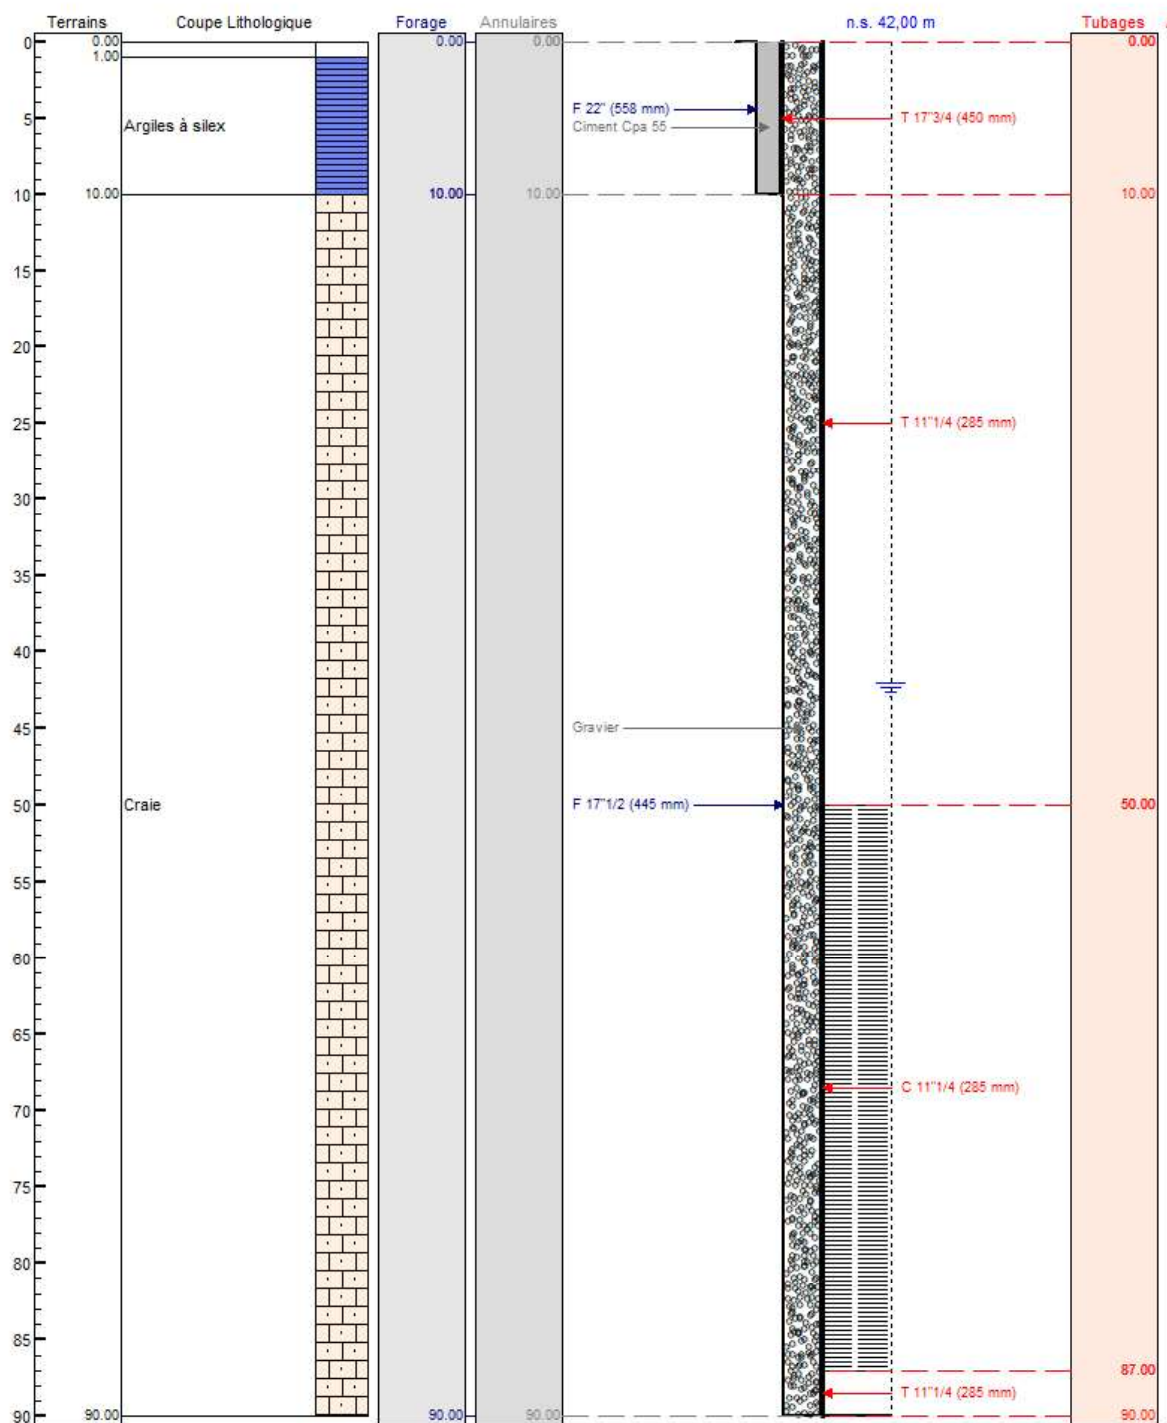 Terrains Coupe Lithologique Forage Annulaires n.s. 42,00 m Tubages
0 0.00 0.00 0.00 0.00
1.00
F 22" (558 mm)
5 Argiles à silex Ciment Cpa 55 T 17"3/4 (450 mm)
10 10.00 10.00 10.00 10.00
15
20
25 T 11"1/4 (285 mm)
30
35
40
45 Gravier
50 Craie F 17"1/2 (445 mm) 50.00
55
60
65
C 11"1/4 (285 mm)
70
75
80
85
87.00
T 11"1/4 (285 mm)
90 90.00 90.00 90.00 90.00